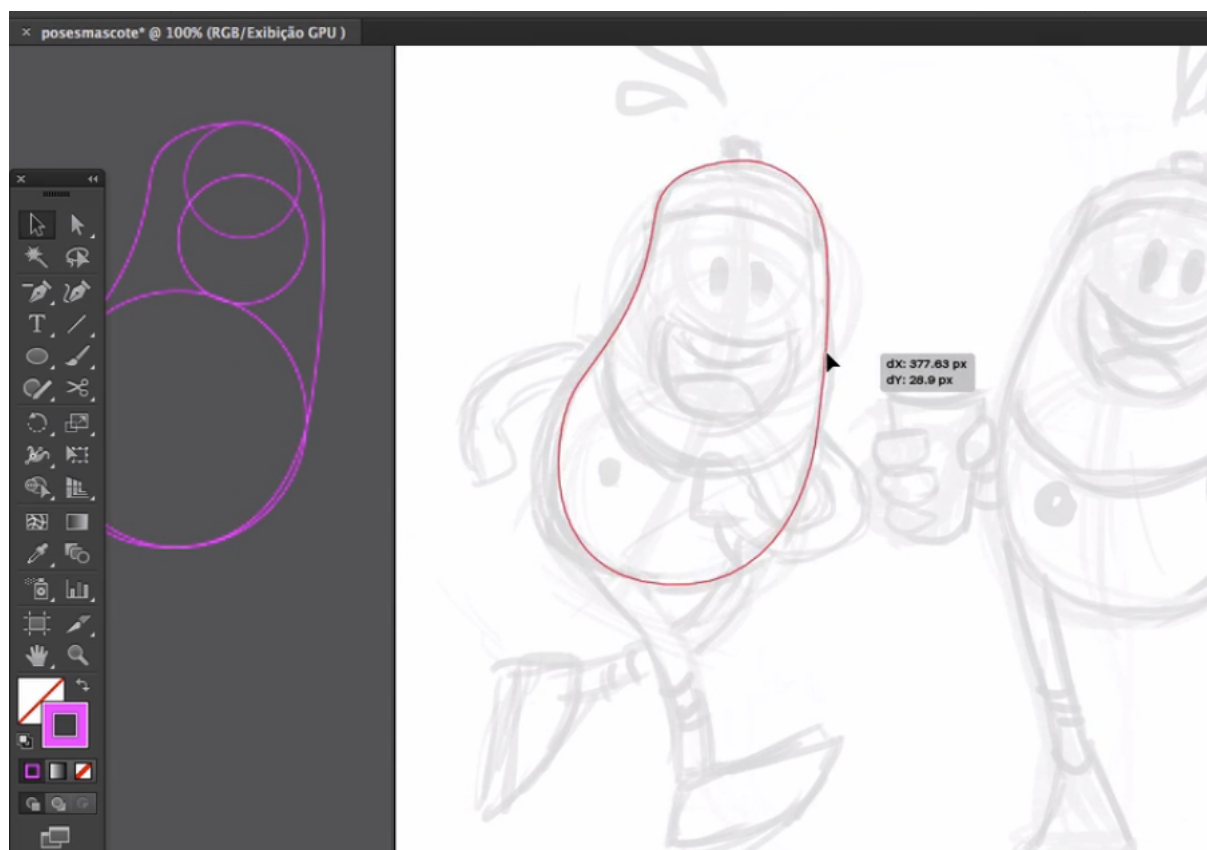 posesmascote* @ 100% (RGB/Exibição GPU )
dX: 377.63 px
dY: 28.9 px